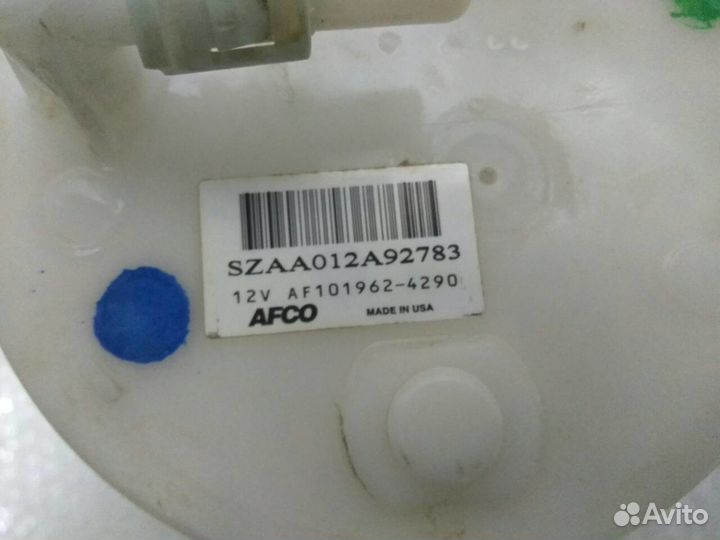 SZAA012A92783
12V AF101962-4290
AFCO MADE IN USA
Avito